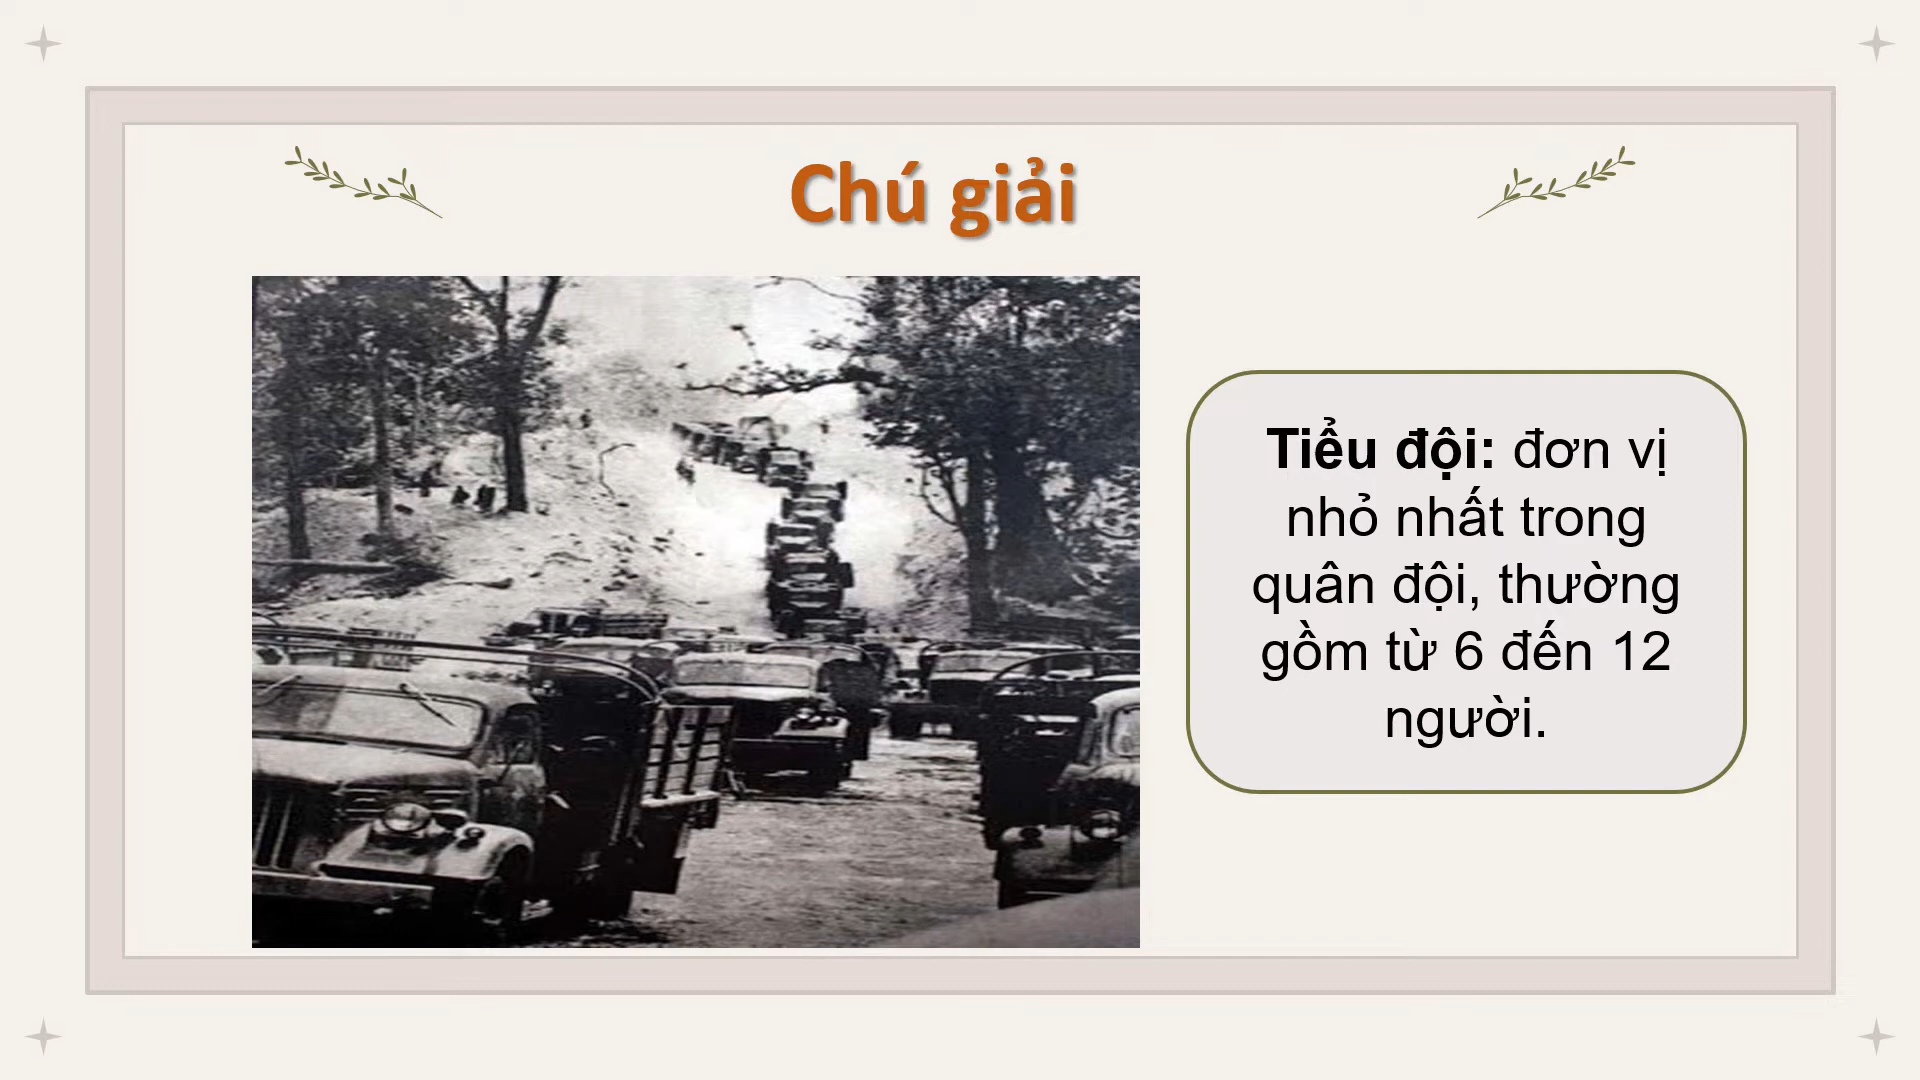 Chú giải
Tiểu đội: đơn vị
nhỏ nhất trong
quân đội, thường
gồm từ 6 đến 12
người.